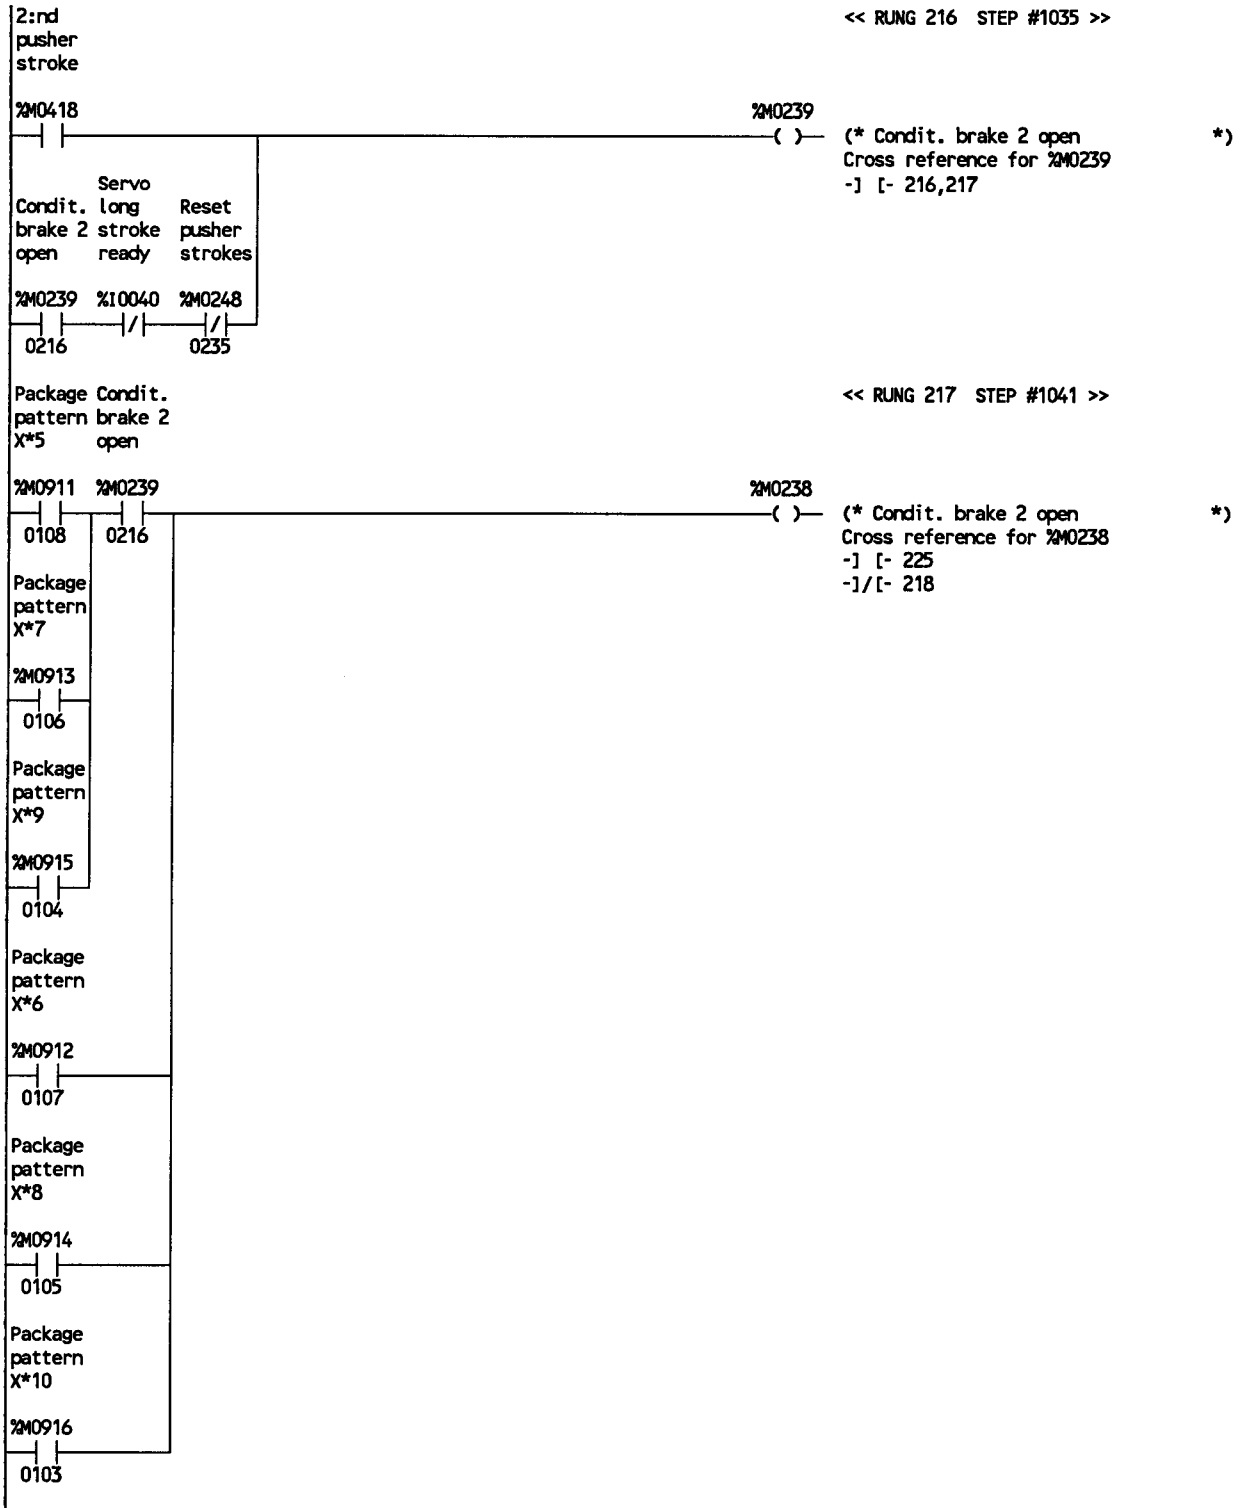 2:nd
pusher
stroke
<< RUNG 216 STEP #1035 >>
%M0418
%M0239
(* Condit. brake 2 open *)
Cross reference for %M0239
-] [- 216,217
Servo
Condit. long Reset
brake 2 stroke pusher
open ready strokes
%M0239 %I0040 %M0248
0216 0235
Package Condit.
pattern brake 2
X*5 open
<< RUNG 217 STEP #1041 >>
%M0911 %M0239
%M0238
0108 0216
(* Condit. brake 2 open *)
Cross reference for %M0238
-] [- 225
-]/[- 218
Package
pattern
X*7
%M0913
0106
Package
pattern
X*9
%M0915
0104
Package
pattern
X*6
%M0912
0107
Package
pattern
X*8
%M0914
0105
Package
pattern
X*10
%M0916
0103